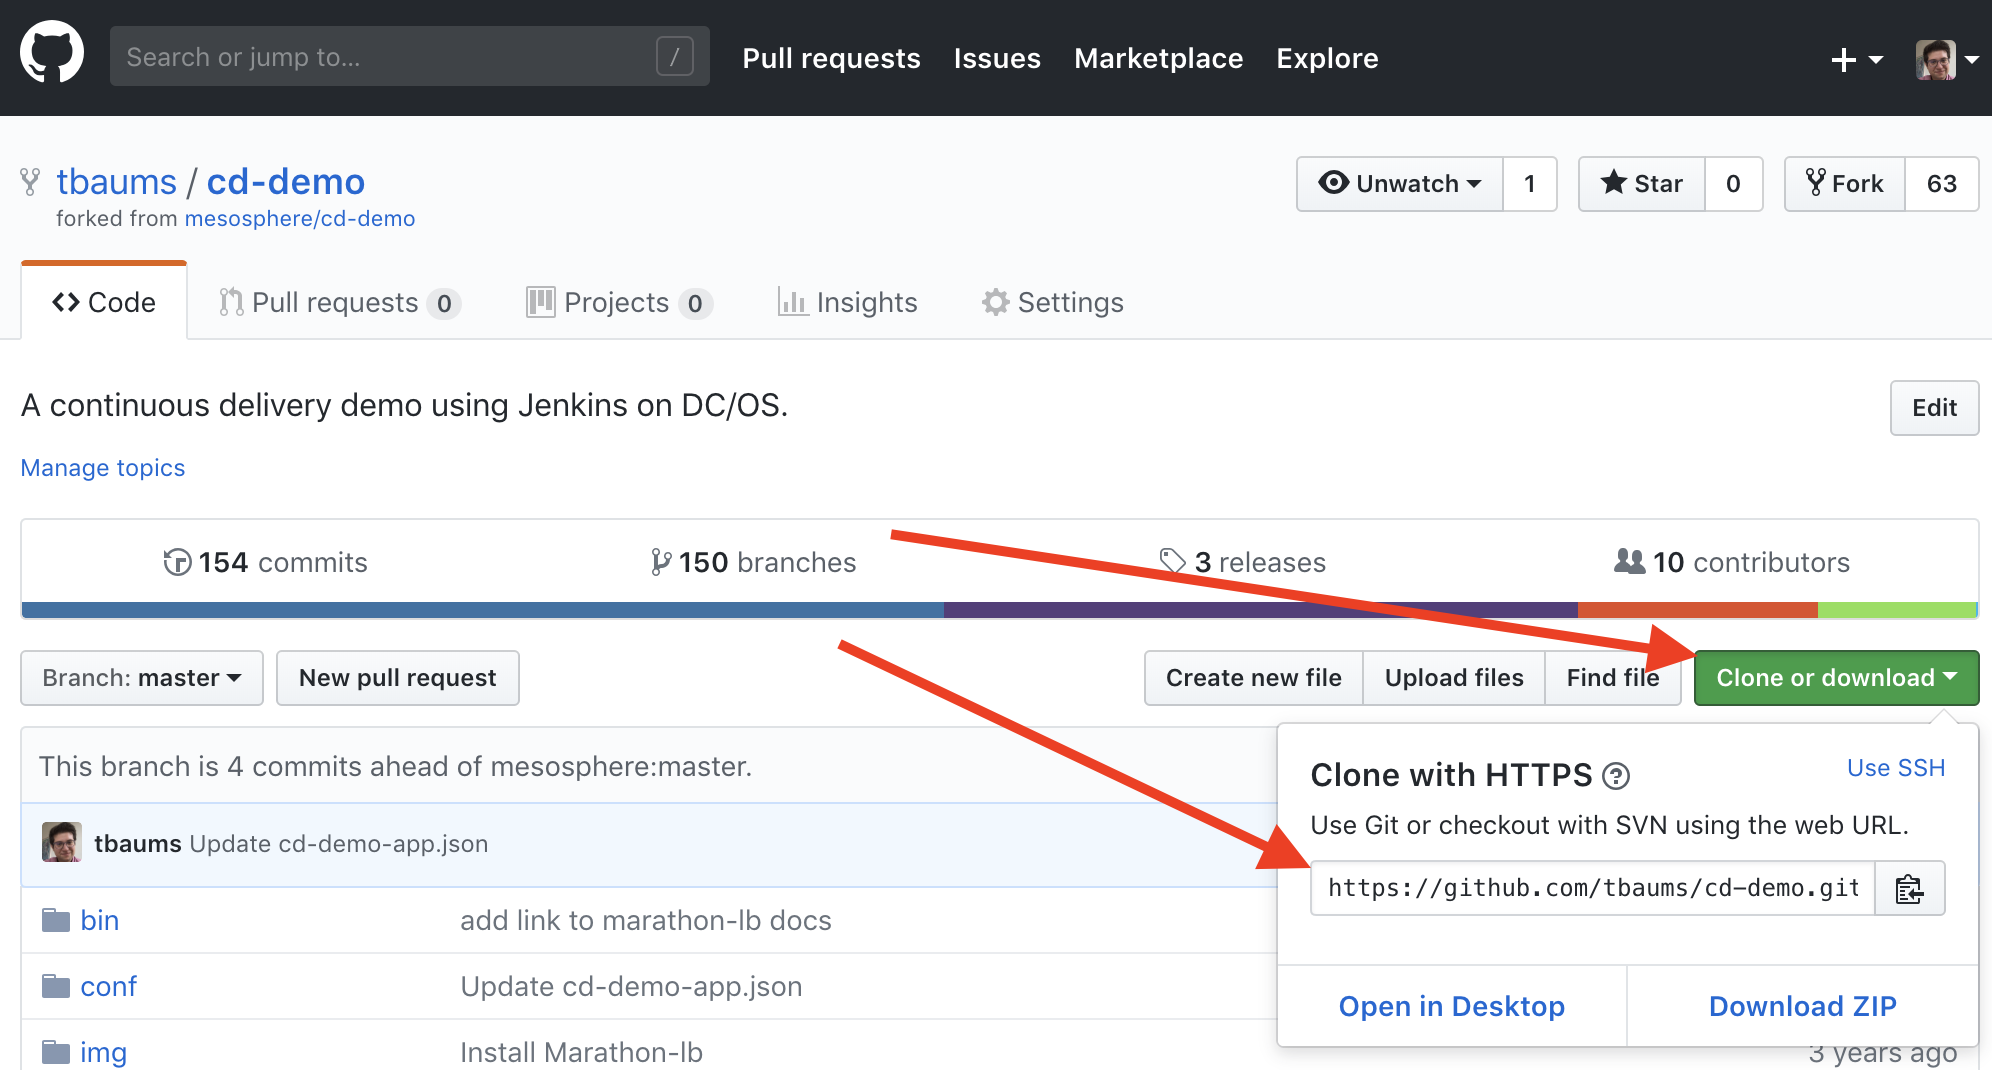 Search or jump to... /
Pull requests Issues Marketplace Explore
tbaums / cd-demo
forked from mesosphere/cd-demo
Unwatch 1 Star 0 Fork 63
Code Pull requests 0 Projects 0 Insights Settings
A continuous delivery demo using Jenkins on DC/OS.
Edit
Manage topics
154 commits 150 branches 3 releases 10 contributors
Branch: master New pull request Create new file Upload files Find file Clone or download
This branch is 4 commits ahead of mesosphere:master.
Clone with HTTPS ? Use SSH
Use Git or checkout with SVN using the web URL.
https://github.com/tbaums/cd-demo.git
Open in Desktop Download ZIP
tbaums Update cd-demo-app.json
bin add link to marathon-lb docs
conf Update cd-demo-app.json
img Install Marathon-lb 3 years ago